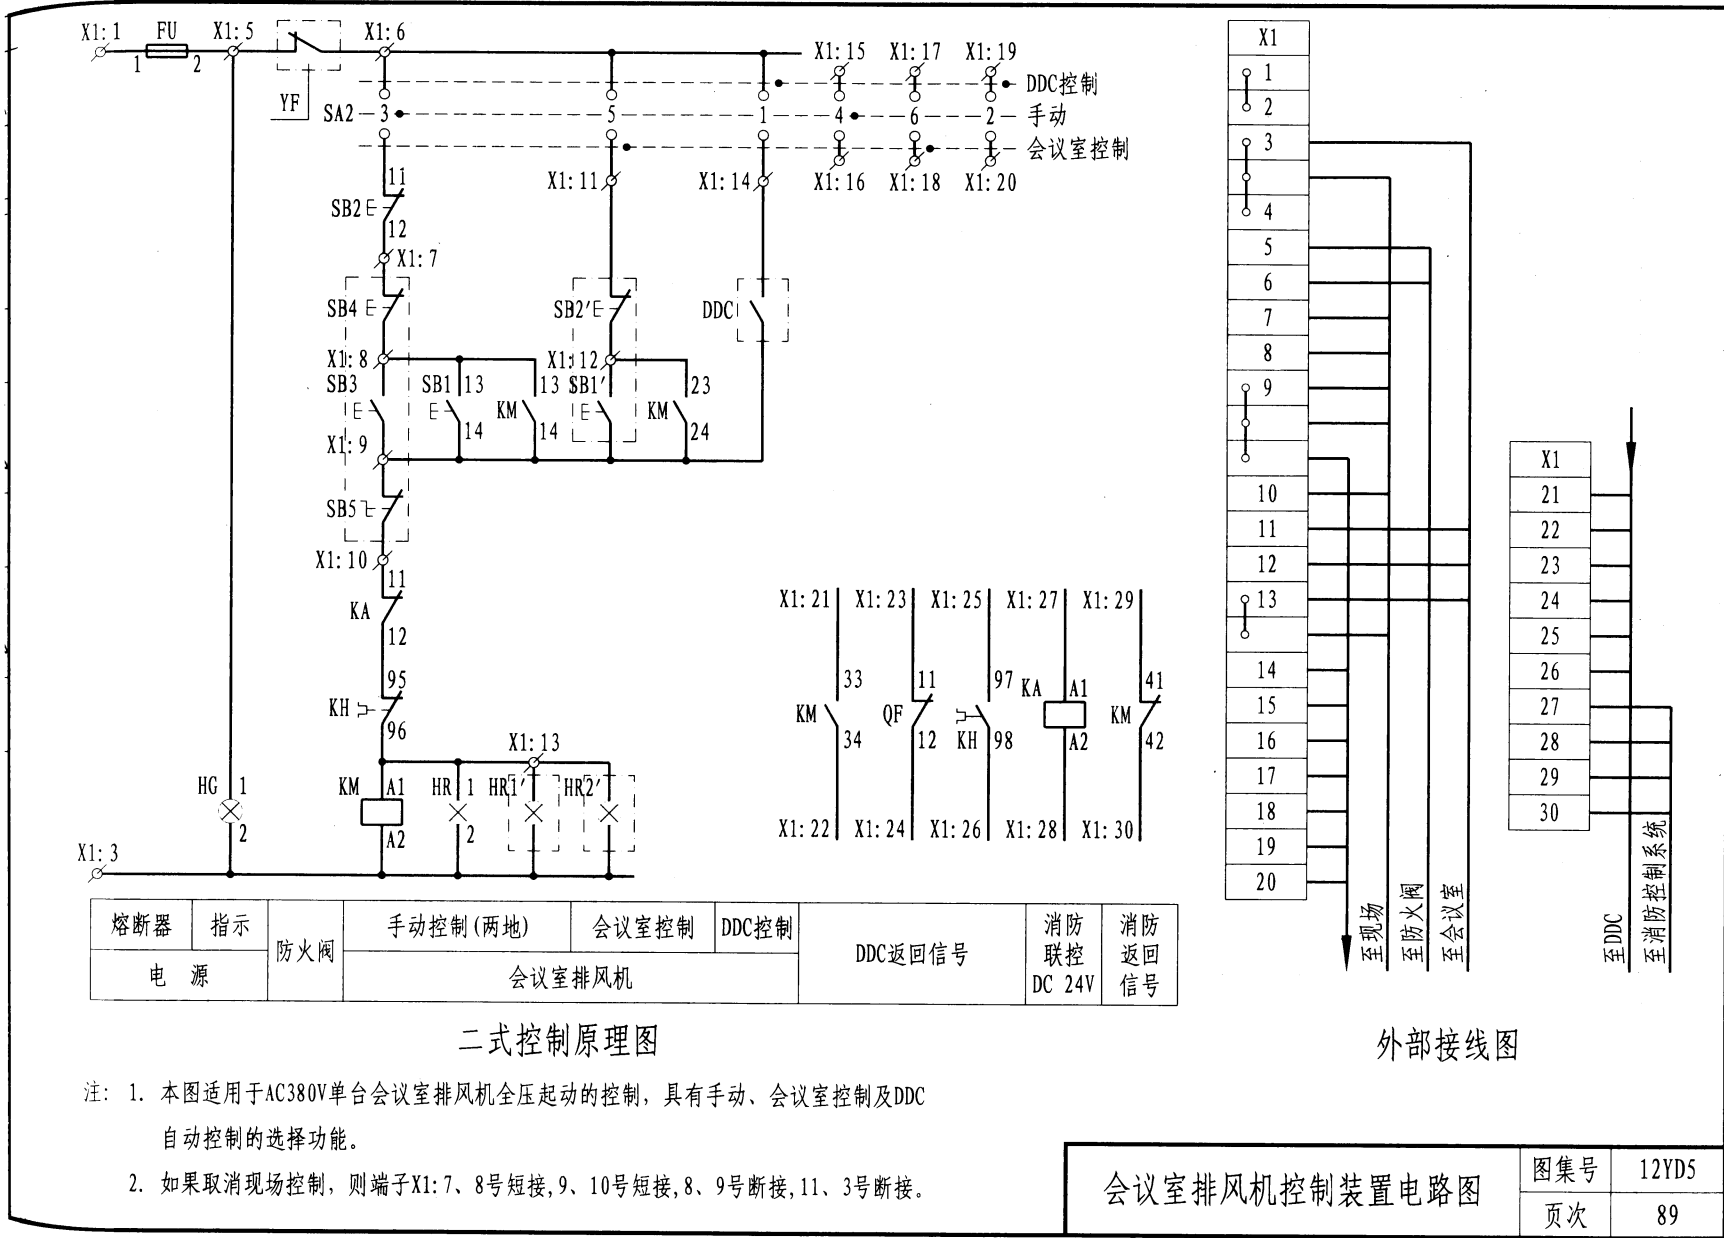 X1:1 FU X1:5 X1:6
1 2
YF
X1:15 X1:17 X1:19
DDC控制
SA2 3 5 1 4 6 2 手动
会议室控制
X1:11 X1:14 X1:16 X1:18 X1:20
11
SB2
12
X1:7
SB4 SB2' DDC
X1:8 X1:12
SB3 SB1 13 13 SB1' 23
KM KM
14 14 24
X1:9
SB5
X1:10
11
KA
12
95
KH
96
X1:13
HG 1 KM A1 HR 1 HR1' HR2'
2 A2 2
X1:3
X1:21 X1:23 X1:25 X1:27 X1:29
33 11 97 KA A1 41
KM QF KM
34 12 KH 98 A2 42
X1:22 X1:24 X1:26 X1:28 X1:30
熔断器 指示 防火阀 手动控制(两地) 会议室控制 DDC控制 DDC返回信号 消防 消防
联控 返回
DC 24V 信号
电 源 会议室排风机
二式控制原理图
X1
1
2
3
4
5
6
7
8
9
10
11
12
13
14
15
16
17
18
19
20
至现场
至防火阀
至会议室
X1
21
22
23
24
25
26
27
28
29
30
至DDC
至消防控制系统
外部接线图
注: 1. 本图适用于AC380V单台会议室排风机全压起动的控制，具有手动、会议室控制及DDC
自动控制的选择功能。
2. 如果取消现场控制，则端子X1:7、8号短接,9、10号短接,8、9号断接,11、3号断接。
会议室排风机控制装置电路图
图集号 12YD5
页次 89